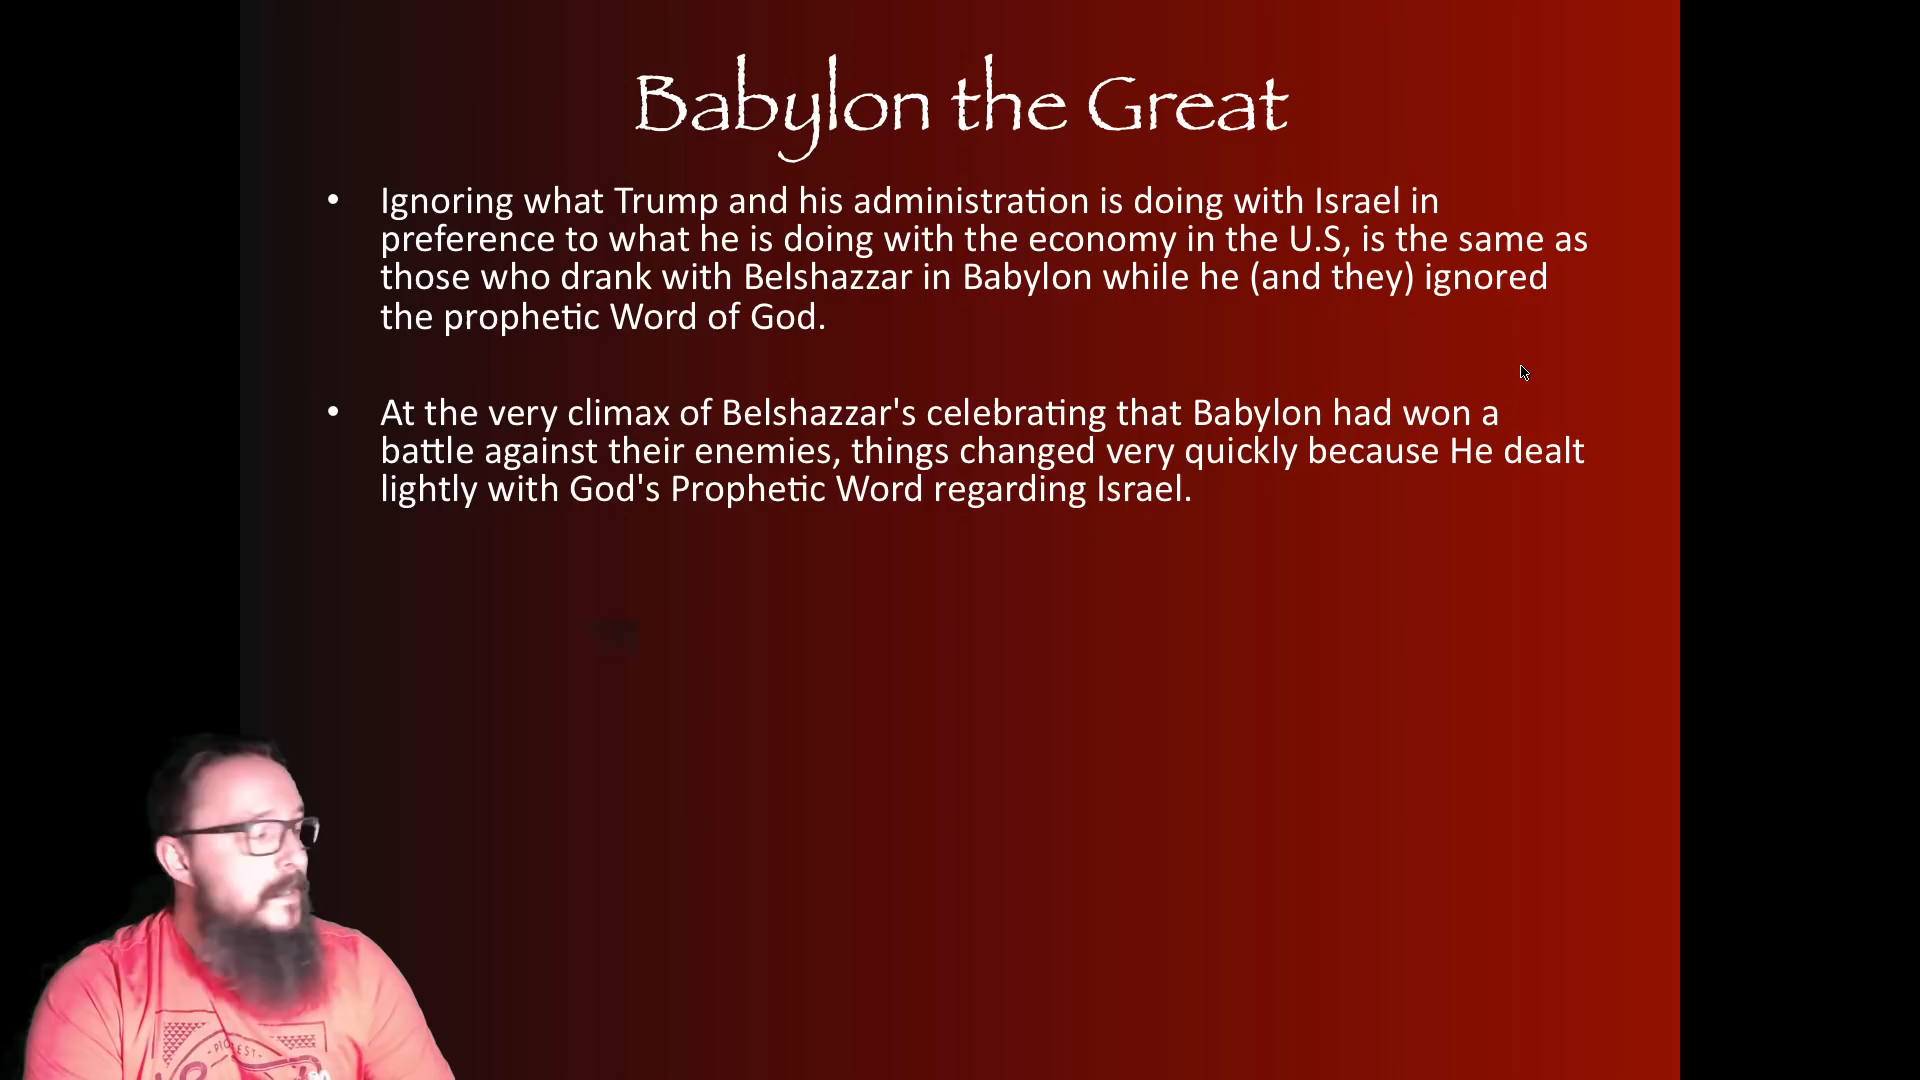 Babylon the Great
• Ignoring what Trump and his administration is doing with Israel in
preference to what he is doing with the economy in the U.S, is the same as
those who drank with Belshazzar in Babylon while he (and they) ignored
the prophetic Word of God.
• At the very climax of Belshazzar's celebrating that Babylon had won a
battle against their enemies, things changed very quickly because He dealt
lightly with God's Prophetic Word regarding Israel.